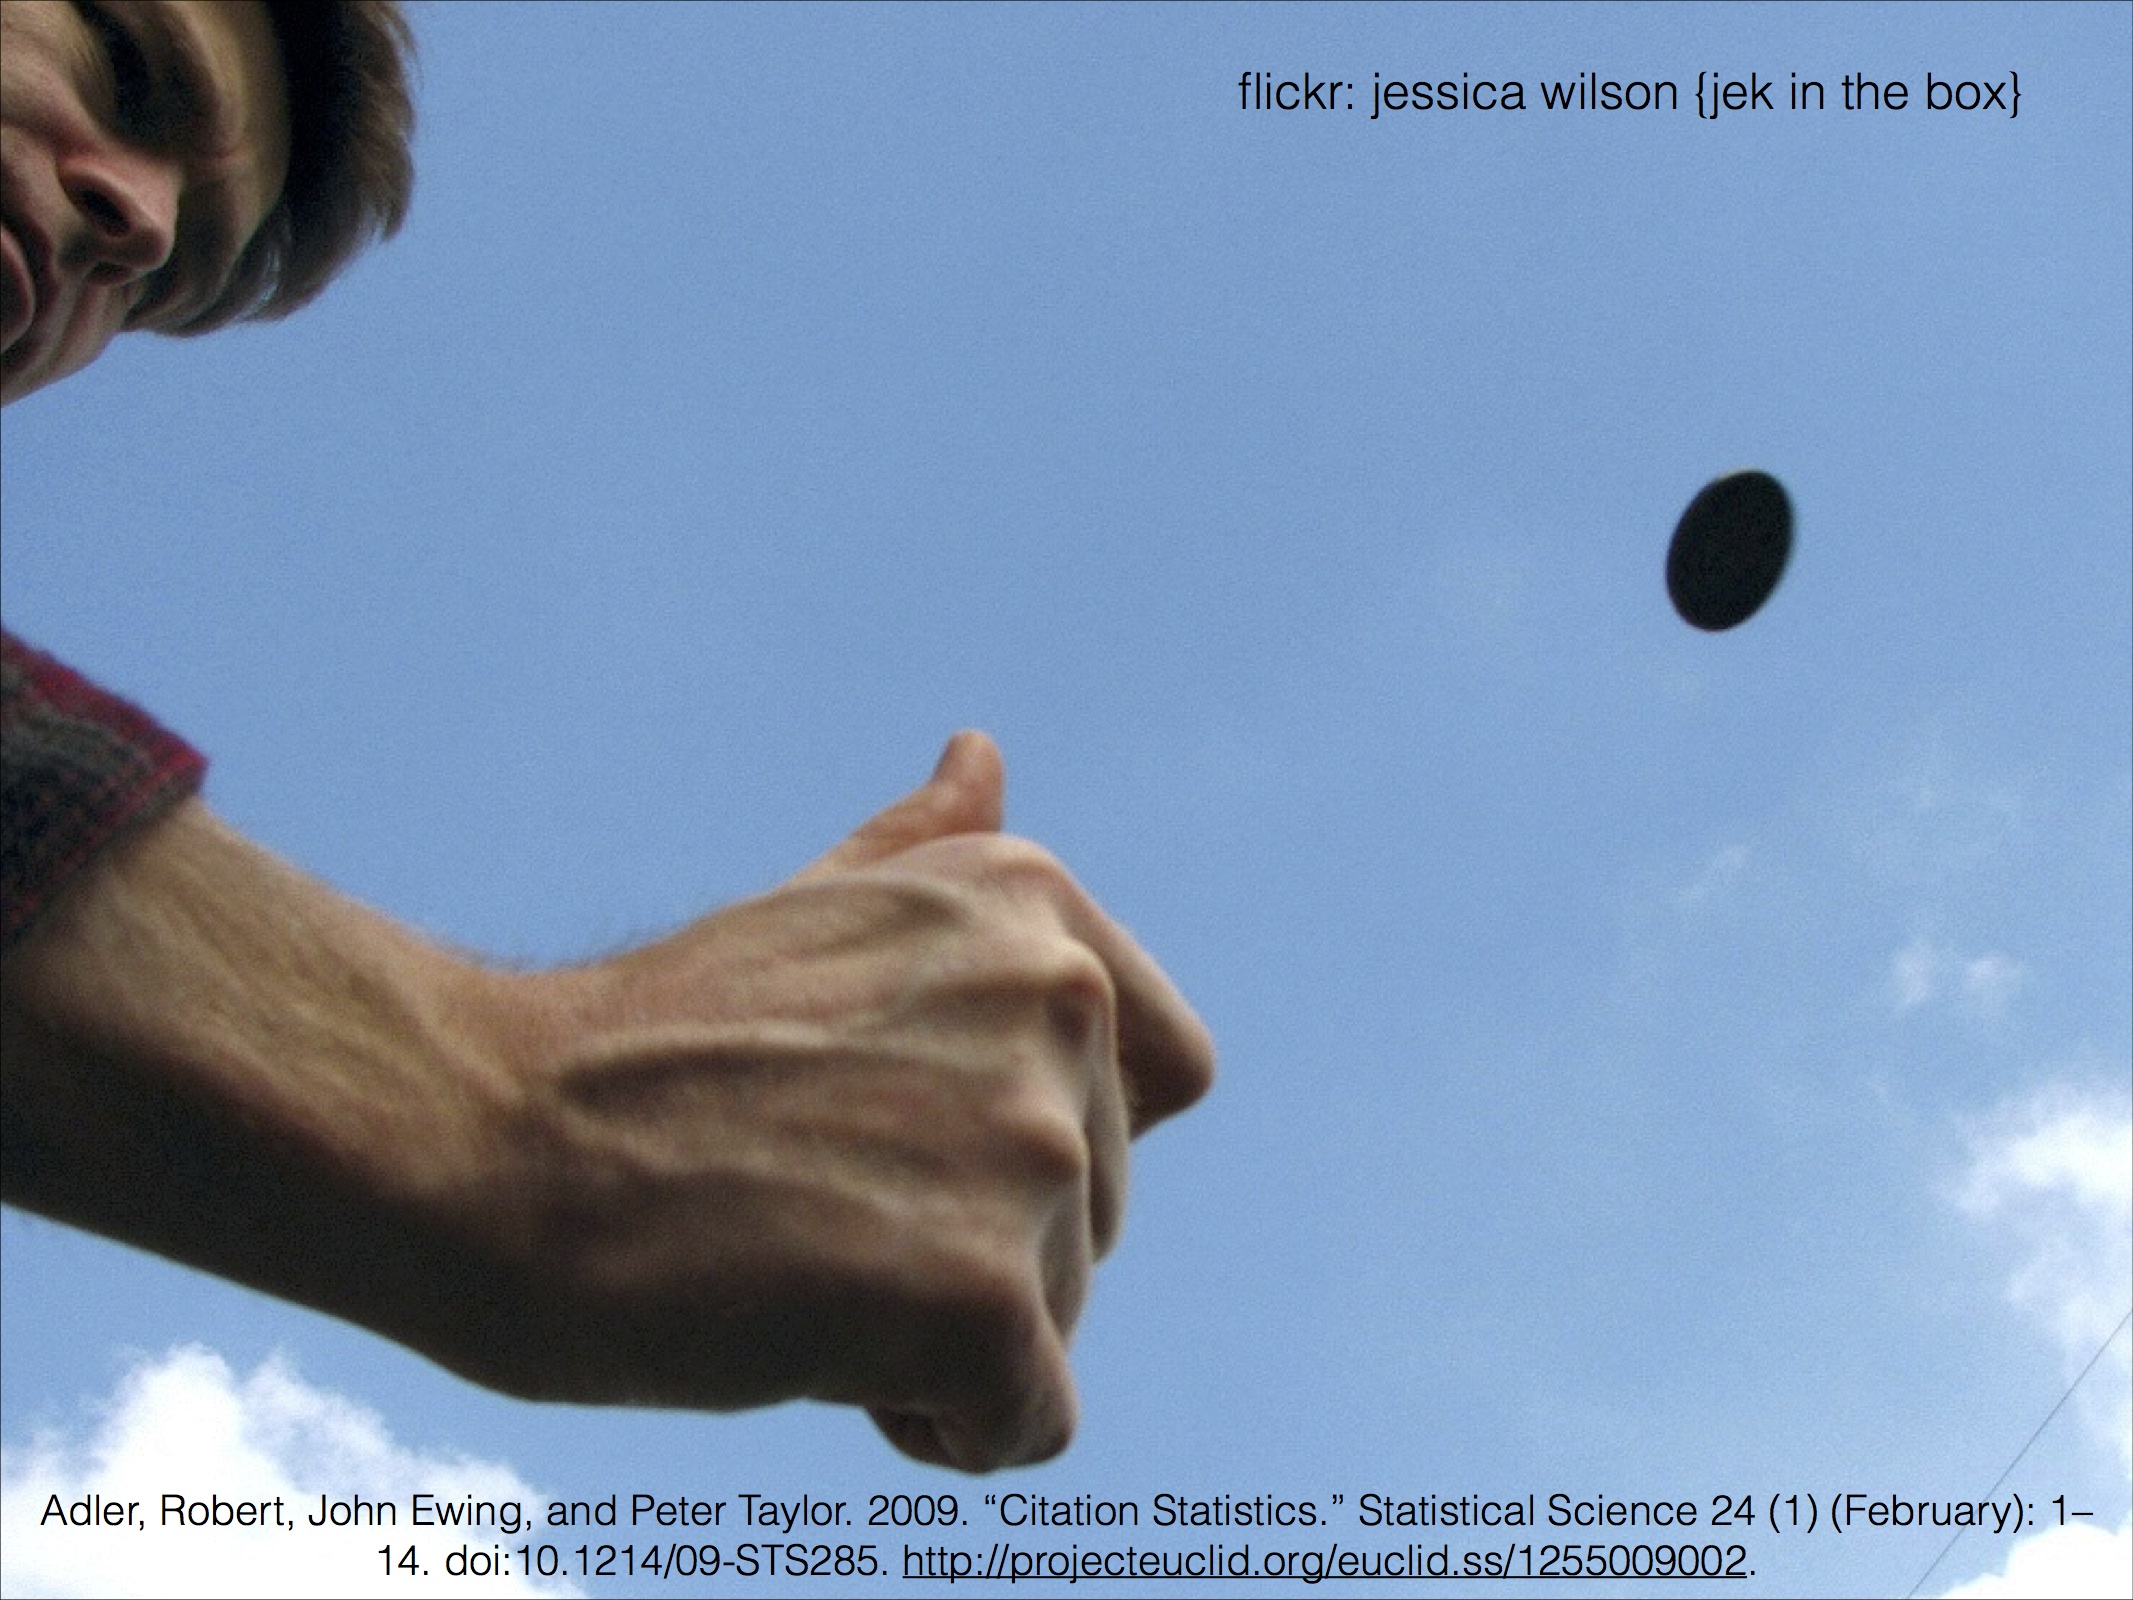 flickr: jessica wilson {jek in the box}
Adler, Robert, John Ewing, and Peter Taylor. 2009. “Citation Statistics.” Statistical Science 24 (1) (February): 1–
14. doi:10.1214/09-STS285. http://projecteuclid.org/euclid.ss/1255009002.